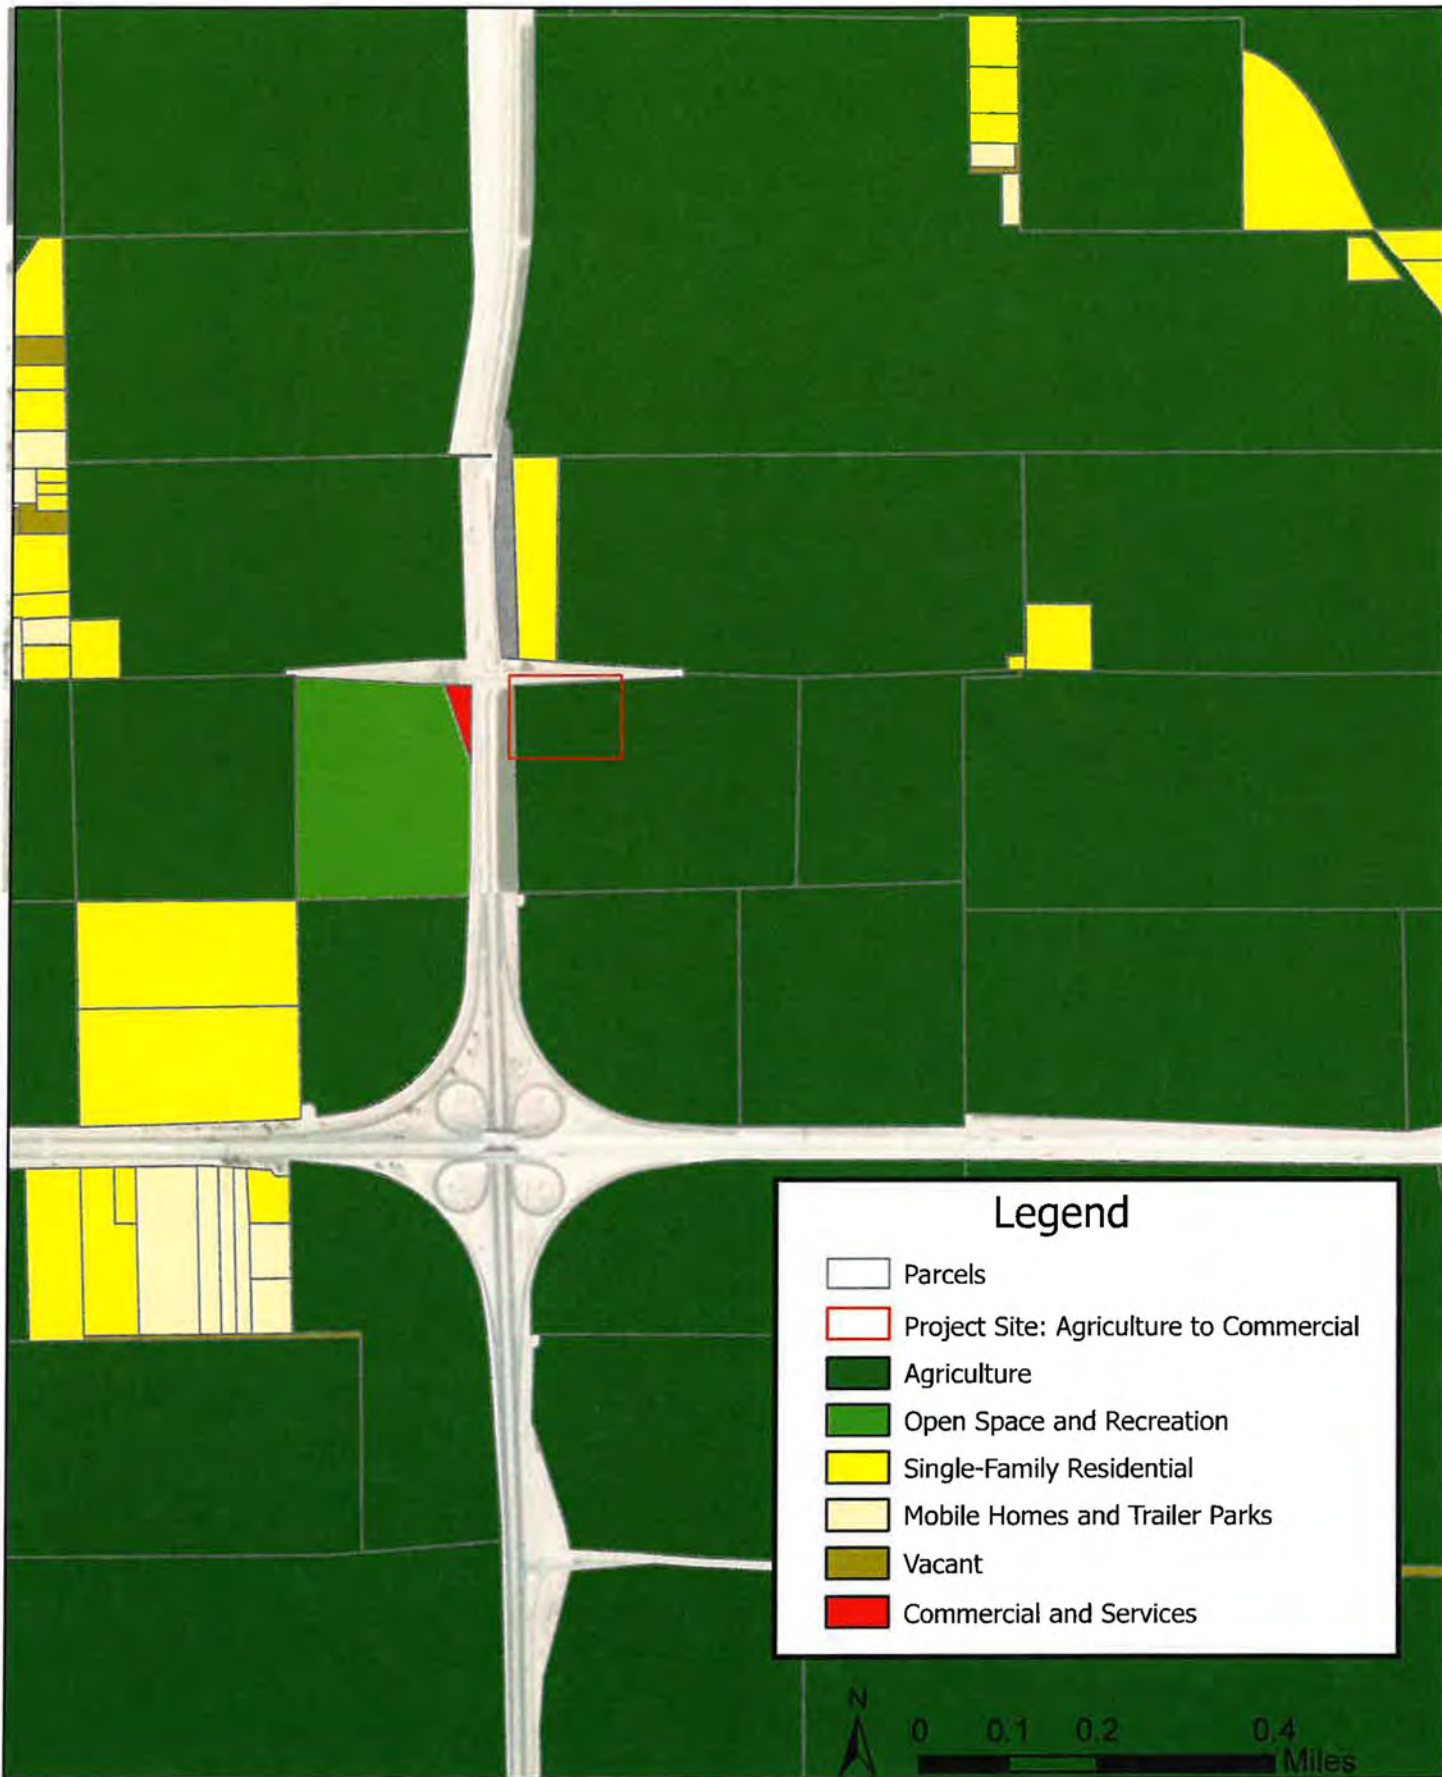 Legend
Parcels
Project Site: Agriculture to Commercial
Agriculture
Open Space and Recreation
Single-Family Residential
Mobile Homes and Trailer Parks
Vacant
Commercial and Services
N
0 0.1 0.2 0.4
Miles